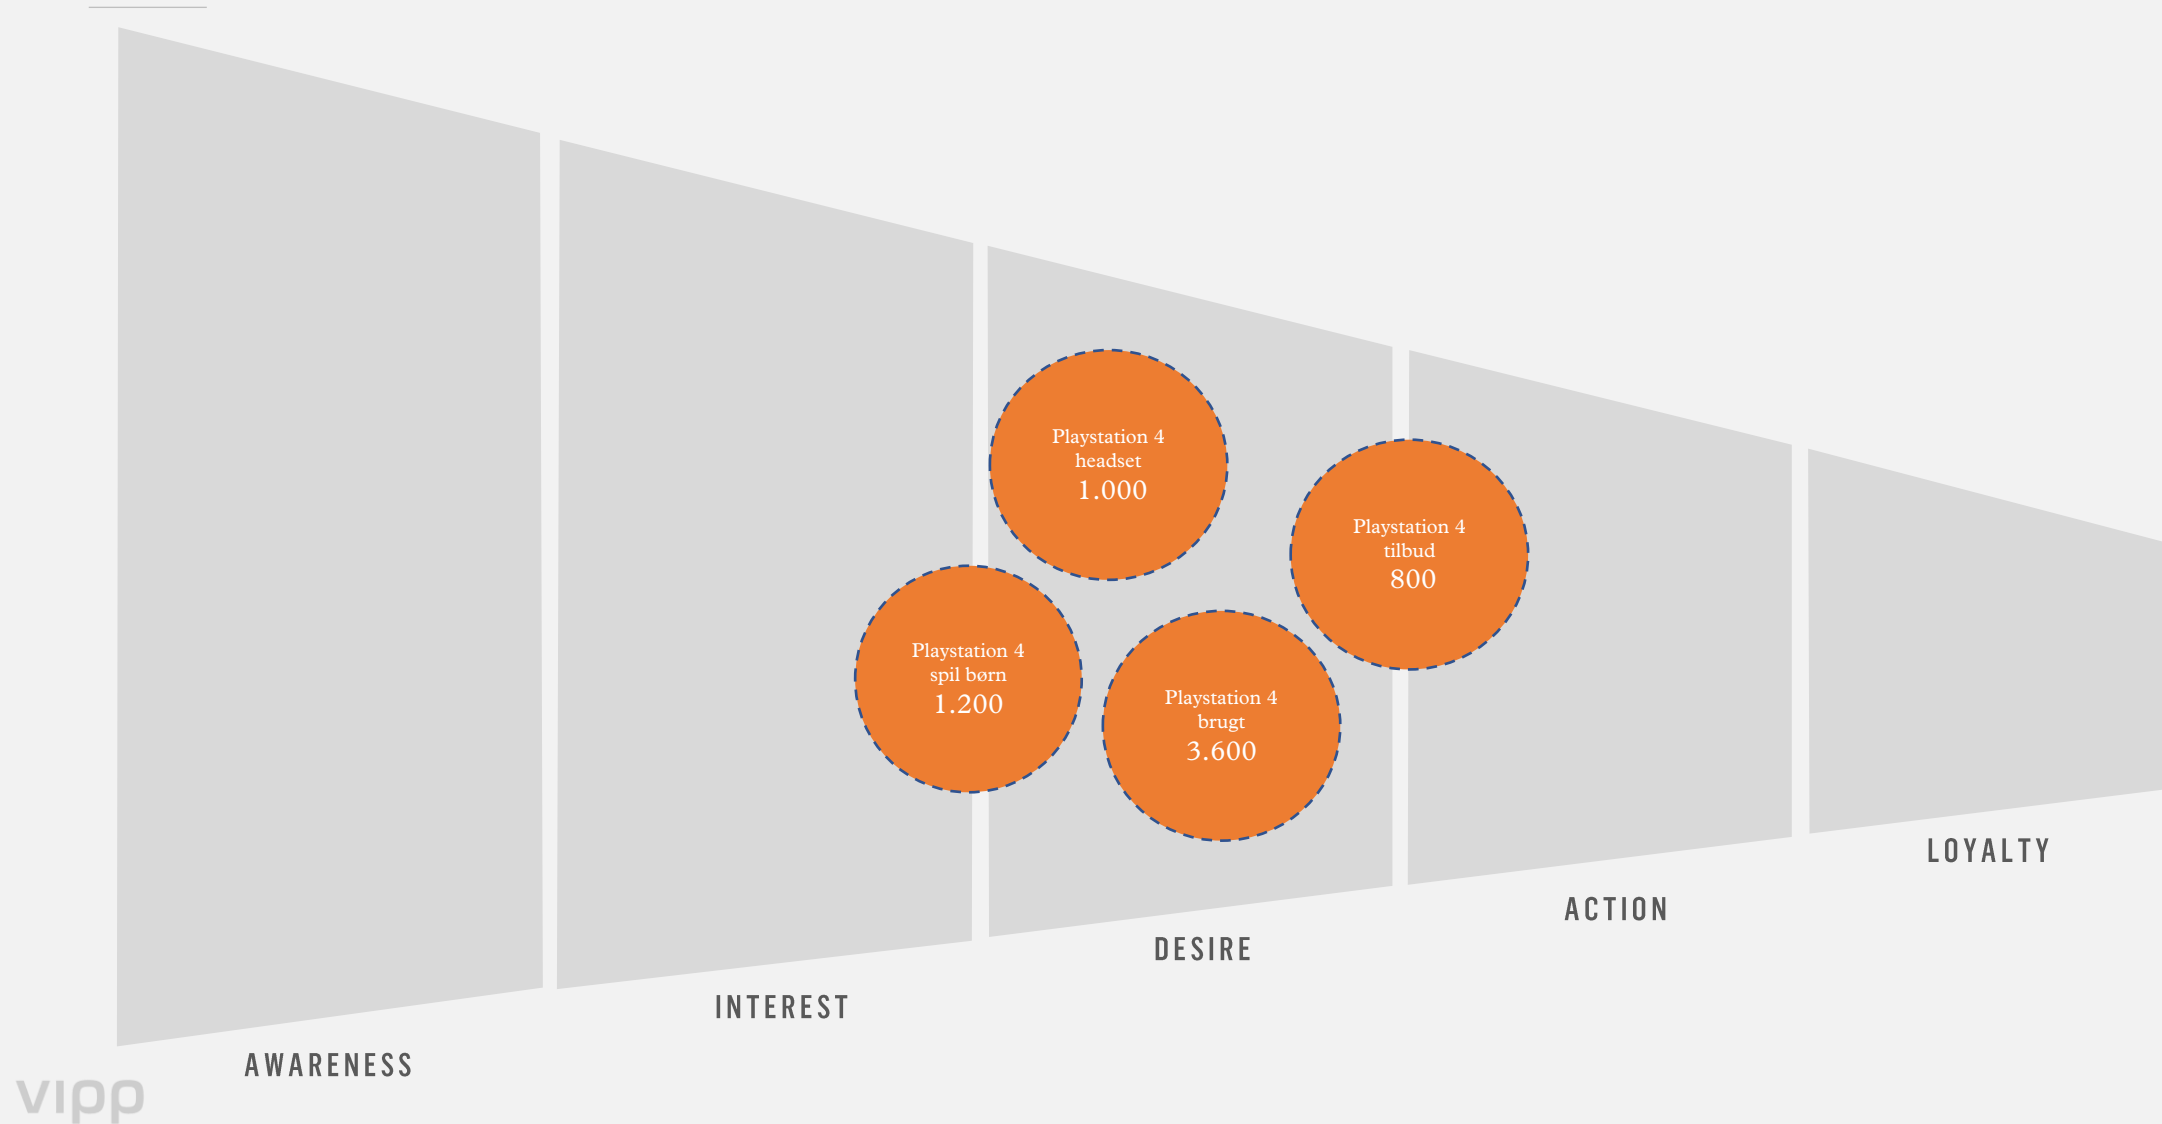 Playstation 4
headset
1.000
Playstation 4
tilbud
800
Playstation 4
spil børn
1.200
Playstation 4
brugt
3.600
LOYALTY
ACTION
DESIRE
INTEREST
AWARENESS
vipp